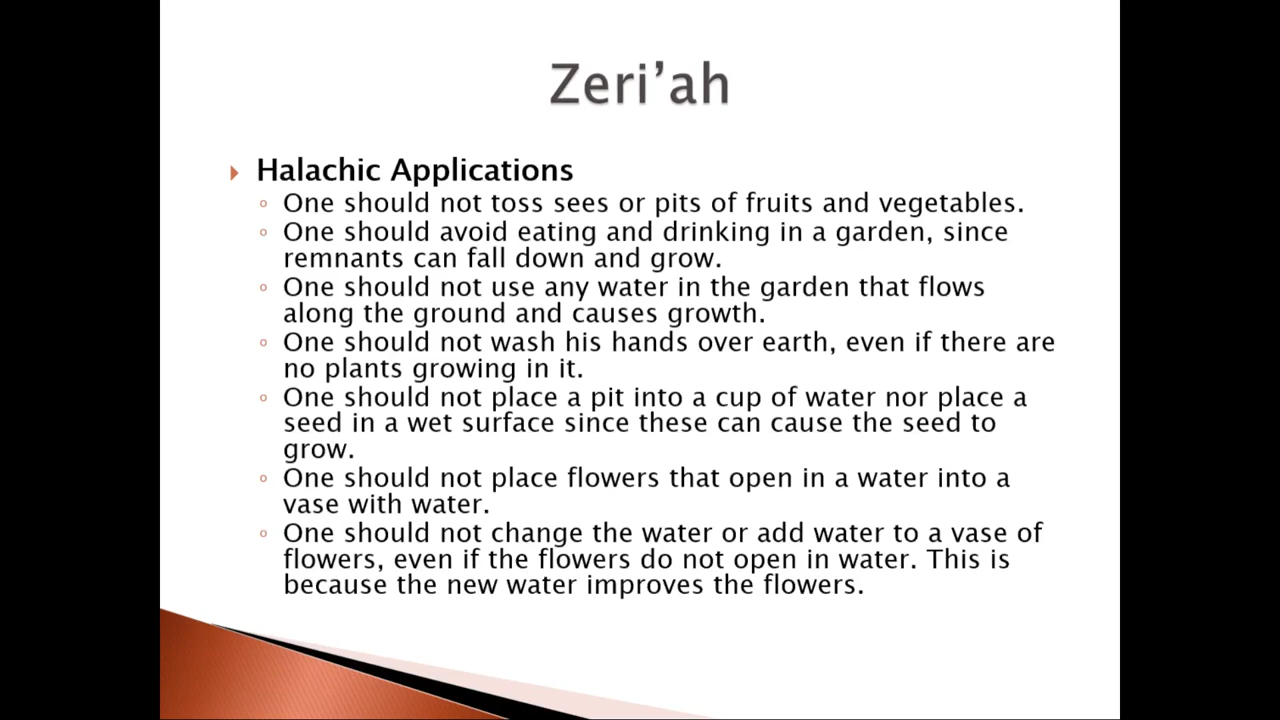 Zeri’ah
Halachic Applications
One should not toss sees or pits of fruits and vegetables.
One should avoid eating and drinking in a garden, since
remnants can fall down and grow.
One should not use any water in the garden that flows
along the ground and causes growth.
One should not wash his hands over earth, even if there are
no plants growing in it.
One should not place a pit into a cup of water nor place a
seed in a wet surface since these can cause the seed to
grow.
One should not place flowers that open in a water into a
vase with water.
One should not change the water or add water to a vase of
flowers, even if the flowers do not open in water. This is
because the new water improves the flowers.